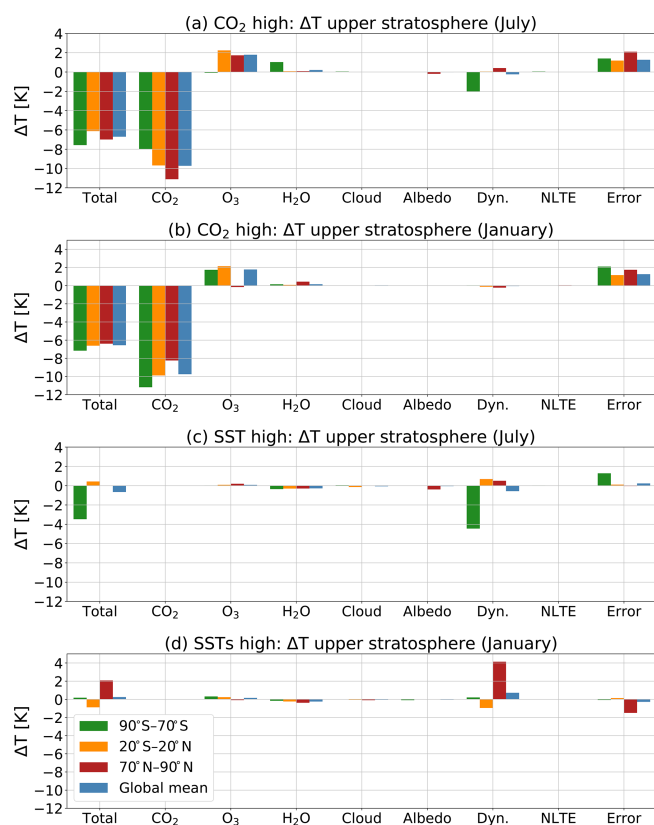 (a) CO₂ high: ΔT upper stratosphere (July)
ΔT [K]
4
2
0
−2
−4
−6
−8
−10
−12
Total CO₂ O₃ H₂O Cloud Albedo Dyn. NLTE Error
(b) CO₂ high: ΔT upper stratosphere (January)
ΔT [K]
4
2
0
−2
−4
−6
−8
−10
−12
Total CO₂ O₃ H₂O Cloud Albedo Dyn. NLTE Error
(c) SST high: ΔT upper stratosphere (July)
ΔT [K]
4
2
0
−2
−4
−6
−8
−10
−12
Total CO₂ O₃ H₂O Cloud Albedo Dyn. NLTE Error
(d) SSTs high: ΔT upper stratosphere (January)
ΔT [K]
4
2
0
−2
−4
−6
−8
−10
−12
90°S–70°S
20°S–20°N
70°N–90°N
Global mean
Total CO₂ O₃ H₂O Cloud Albedo Dyn. NLTE Error